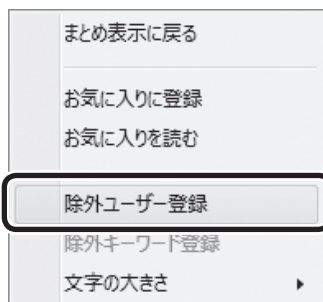 まとめ表示に戻る
お気に入りに登録
お気に入りを読む
除外ユーザー登録
除外キーワード登録
文字の大きさ